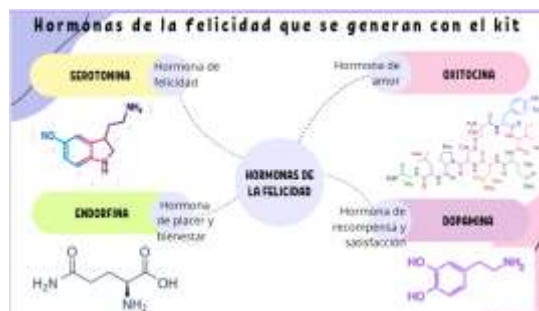 Hormonas de la felicidad que se generan con el kit
SEROTONINA
Hormona de
felicidad
Hormona de
amor
OXITOCINA
NH₂
HO
HORMONAS DE
LA FELICIDAD
ENDORFINA
Hormona
de placer y
bienestar
Hormona de
recompensa y
satisfacción
DOPAMINA
O
O
H₂N
OH
NH₂
HO
HO
NH₂